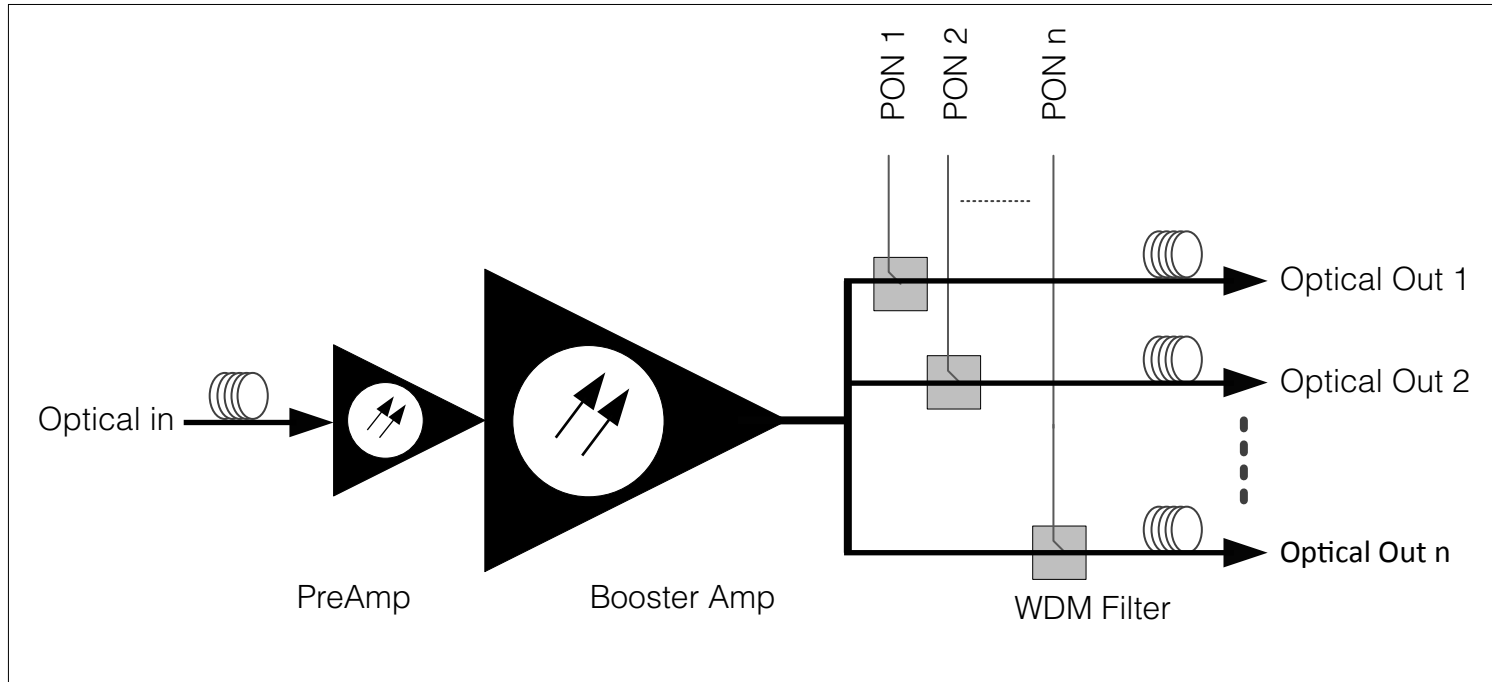 PON 1
PON 2
PON n
Optical Out 1
Optical Out 2
Optical in
Optical Out n
PreAmp
Booster Amp
WDM Filter